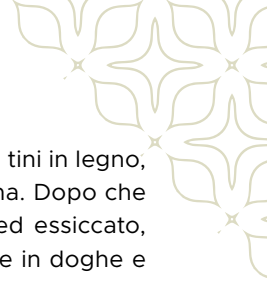 tini in legno,
na. Dopo che
ed essiccato,
e in doghe e